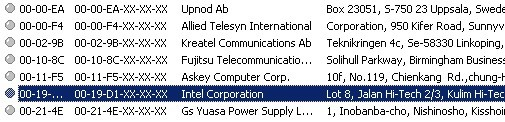 00-00-EA 00-00-EA-XX-XX-XX Upnod Ab Box 23051, S-750 23 Uppsala, Swede
00-00-F4 00-00-F4-XX-XX-XX Allied Telesyn International Corporation, 950 Kifer Road, Sunnyv
00-02-9B 00-02-9B-XX-XX-XX Kreatel Communications Ab Teknikringen 4c, Se-58330 Linkoping,
00-10-8C 00-10-8C-XX-XX-XX Fujitsu Telecommunicatio... Solihull Parkway, Birmingham Business
00-11-F5 00-11-F5-XX-XX-XX Askey Computer Corp. 10f, No.119, Chienkang Rd.,chung-H
00-19-... 00-19-D1-XX-XX-XX Intel Corporation Lot 8, Jalan Hi-Tech 2/3, Kulim Hi-Tec
00-21-4E 00-21-4E-XX-XX-XX Gs Yuasa Power Supply L... 1, Inobanba-cho, Nishinosho, Kisshoin